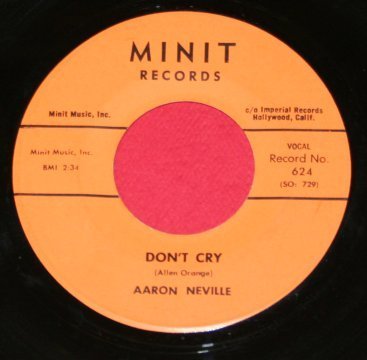 MINIT
RECORDS
Minit Music, Inc.
c/o Imperial Records
Hollywood, Calif.
Minit Music, Inc.
BMI 2:34
VOCAL
Record No.
624
(SO: 729)
DON'T CRY
(Allen Orange)
AARON NEVILLE